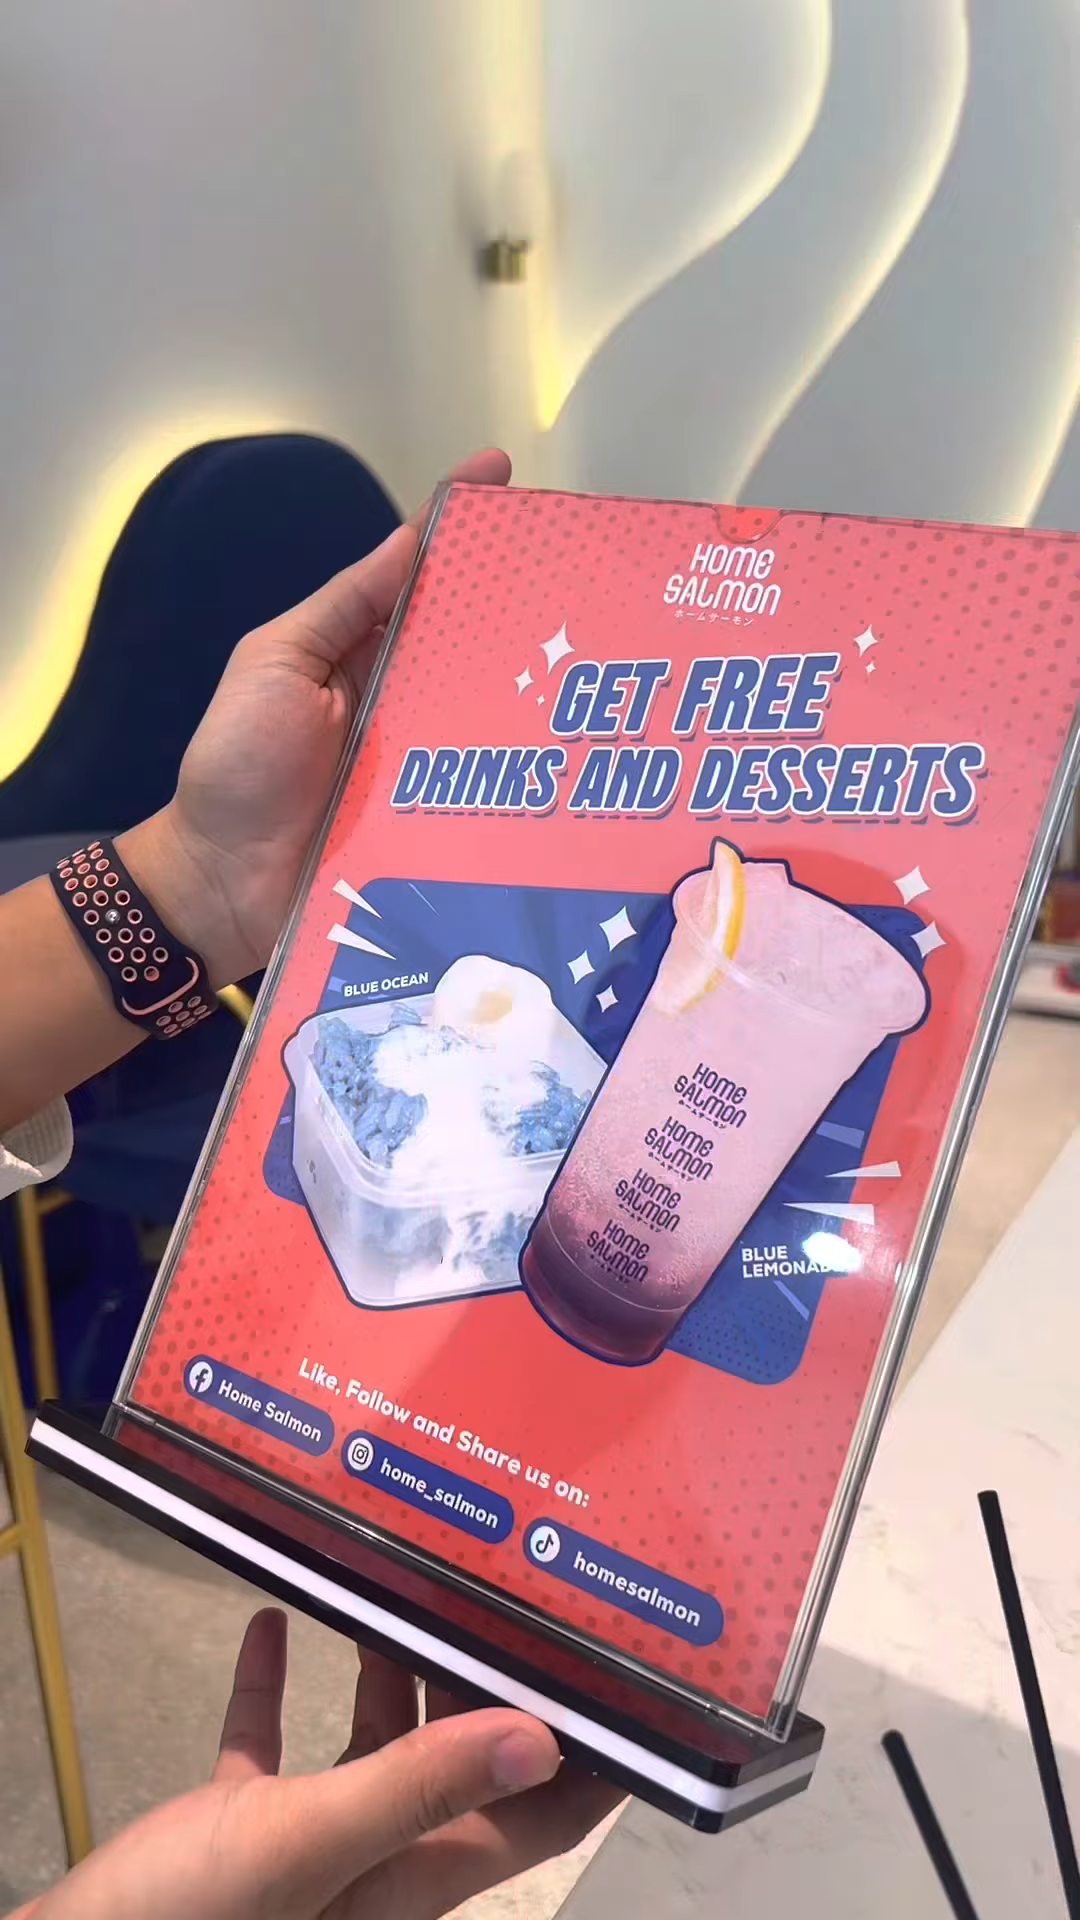 HOME
SALMON
ホームサーモン
GET FREE
DRINKS AND DESSERTS
BLUE OCEAN
HOME
SALMON
ホームサーモン
HOME
SALMON
ホームサーモン
HOME
SALMON
ホームサーモン
HOME
SALMON
BLUE
LEMONADE
Like, Follow and Share us on:
Home Salmon
home_salmon
homesalmon